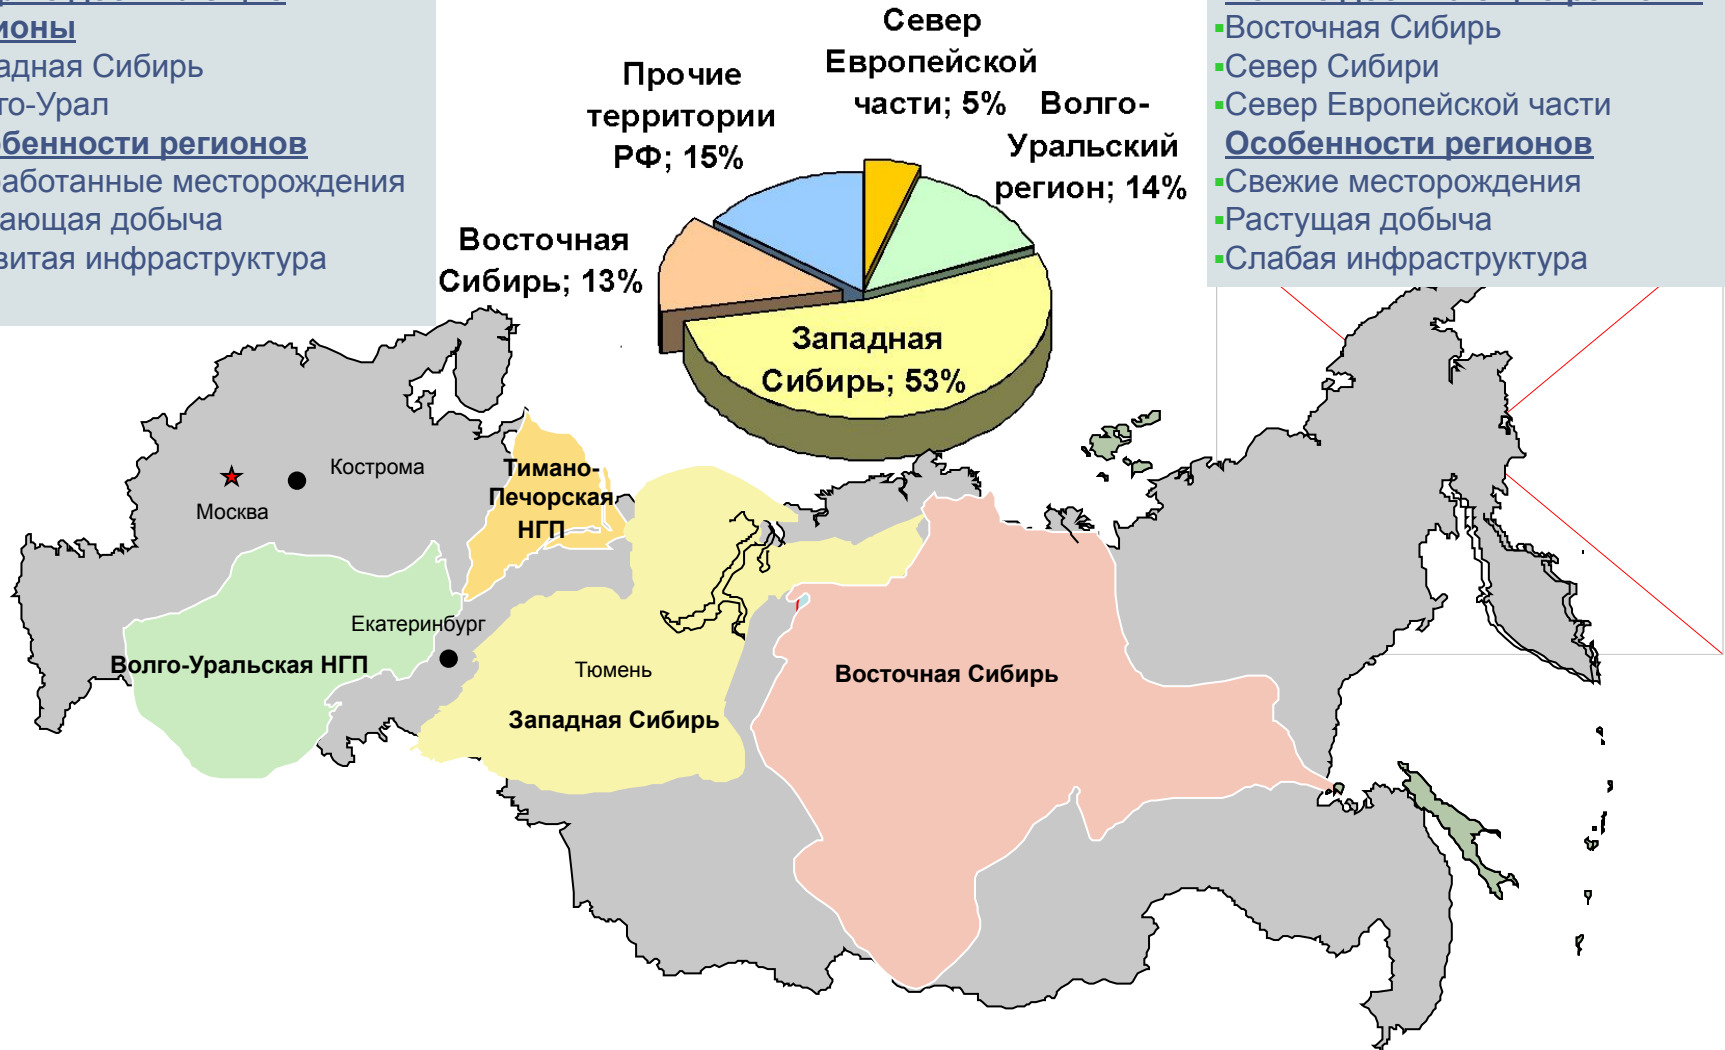 ионы
адная Сибирь
го-Урал
бенности регионов
работанные месторождения
ающая добыча
витая инфраструктура
Север
Европейской
части; 5%
Волго-
Уральский
регион; 14%
Прочие
территории
РФ; 15%
Восточная
Сибирь; 13%
Западная
Сибирь; 53%
Восточная Сибирь
Север Сибири
Север Европейской части
Особенности регионов
Свежие месторождения
Растущая добыча
Слабая инфраструктура
Кострома
Москва
Тимано-
Печорская
НГП
Екатеринбург
Волго-Уральская НГП
Тюмень
Западная Сибирь
Восточная Сибирь